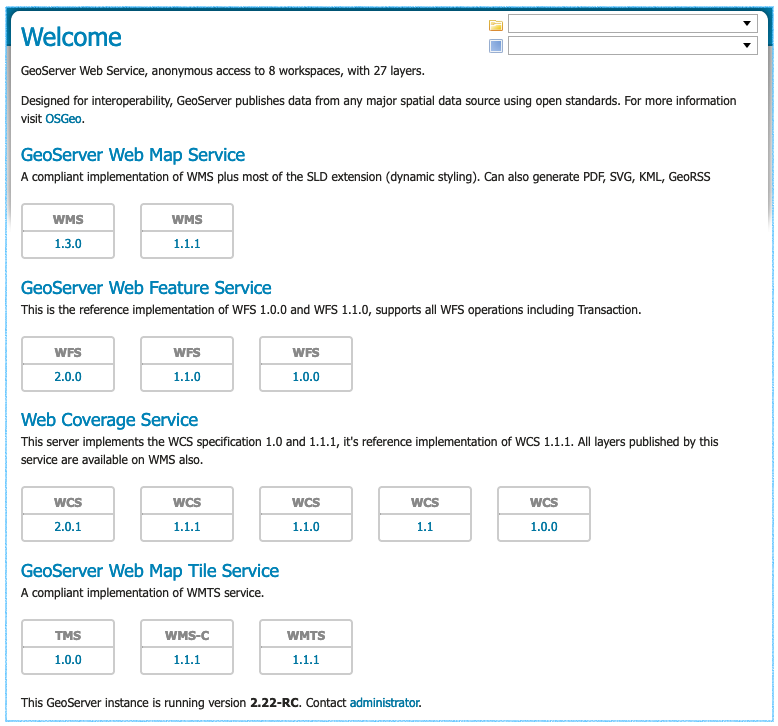 Welcome
GeoServer Web Service, anonymous access to 8 workspaces, with 27 layers.
Designed for interoperability, GeoServer publishes data from any major spatial data source using open standards. For more information
visit OSGeo.
GeoServer Web Map Service
A compliant implementation of WMS plus most of the SLD extension (dynamic styling). Can also generate PDF, SVG, KML, GeoRSS
WMS WMS
1.3.0 1.1.1
GeoServer Web Feature Service
This is the reference implementation of WFS 1.0.0 and WFS 1.1.0, supports all WFS operations including Transaction.
WFS WFS WFS
2.0.0 1.1.0 1.0.0
Web Coverage Service
This server implements the WCS specification 1.0 and 1.1.1, it's reference implementation of WCS 1.1.1. All layers published by this
service are available on WMS also.
WCS WCS WCS WCS WCS
2.0.1 1.1.1 1.1.0 1.1 1.0.0
GeoServer Web Map Tile Service
A compliant implementation of WMTS service.
TMS WMS-C WMTS
1.0.0 1.1.1 1.1.1
This GeoServer instance is running version 2.22-RC. Contact administrator.